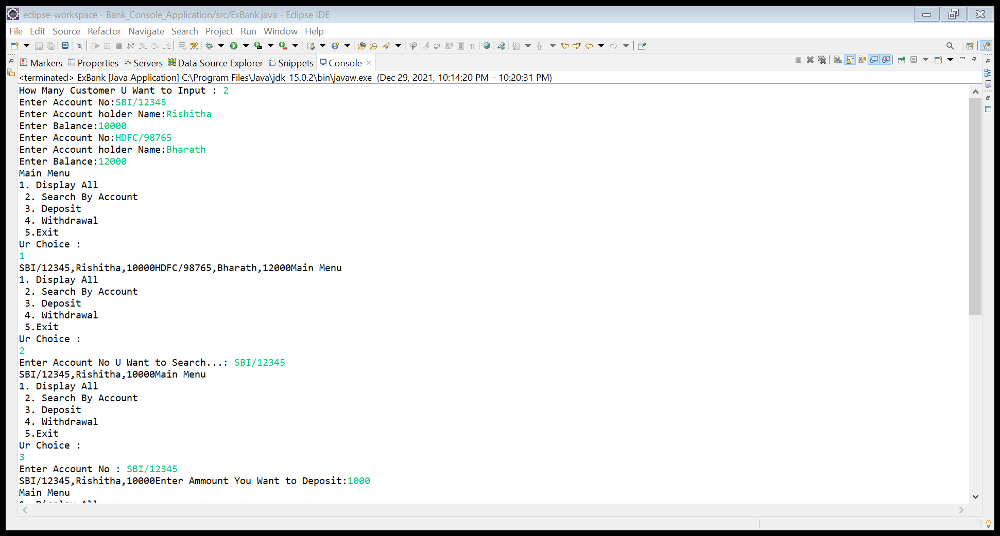 eclipse-workspace - Bank_Console_Application/src/ExBank.java - Eclipse IDE
File Edit Source Refactor Navigate Search Project Run Window Help
Markers Properties Servers Data Source Explorer Snippets Console
<terminated> ExBank [Java Application] C:\Program Files\Java\jdk-15.0.2\bin\javaw.exe (Dec 29, 2021, 10:14:20 PM – 10:20:31 PM)
How Many Customer U Want to Input : 2
Enter Account No:SBI/12345
Enter Account holder Name:Rishitha
Enter Balance:10000
Enter Account No:HDFC/98765
Enter Account holder Name:Bharath
Enter Balance:12000
Main Menu
1. Display All
 2. Search By Account
 3. Deposit
 4. Withdrawal
 5.Exit
Ur Choice :
1
SBI/12345,Rishitha,10000HDFC/98765,Bharath,12000Main Menu
1. Display All
 2. Search By Account
 3. Deposit
 4. Withdrawal
 5.Exit
Ur Choice :
2
Enter Account No U Want to Search...: SBI/12345
SBI/12345,Rishitha,10000Main Menu
1. Display All
 2. Search By Account
 3. Deposit
 4. Withdrawal
 5.Exit
Ur Choice :
3
Enter Account No : SBI/12345
SBI/12345,Rishitha,10000Enter Ammount You Want to Deposit:1000
Main Menu
1. Display All